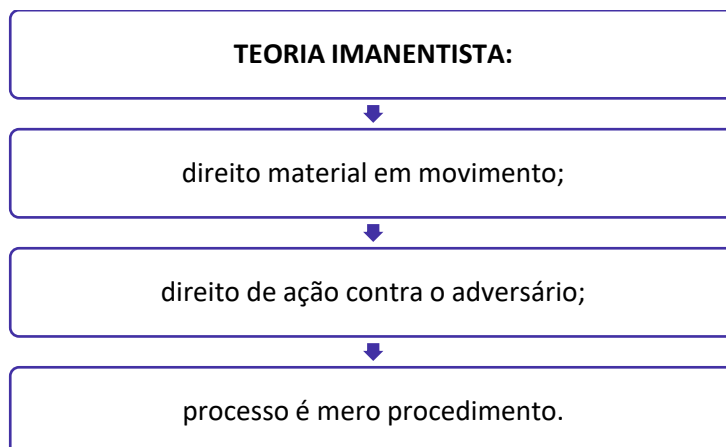 TEORIA IMANENTISTA:
direito material em movimento;
direito de ação contra o adversário;
processo é mero procedimento.